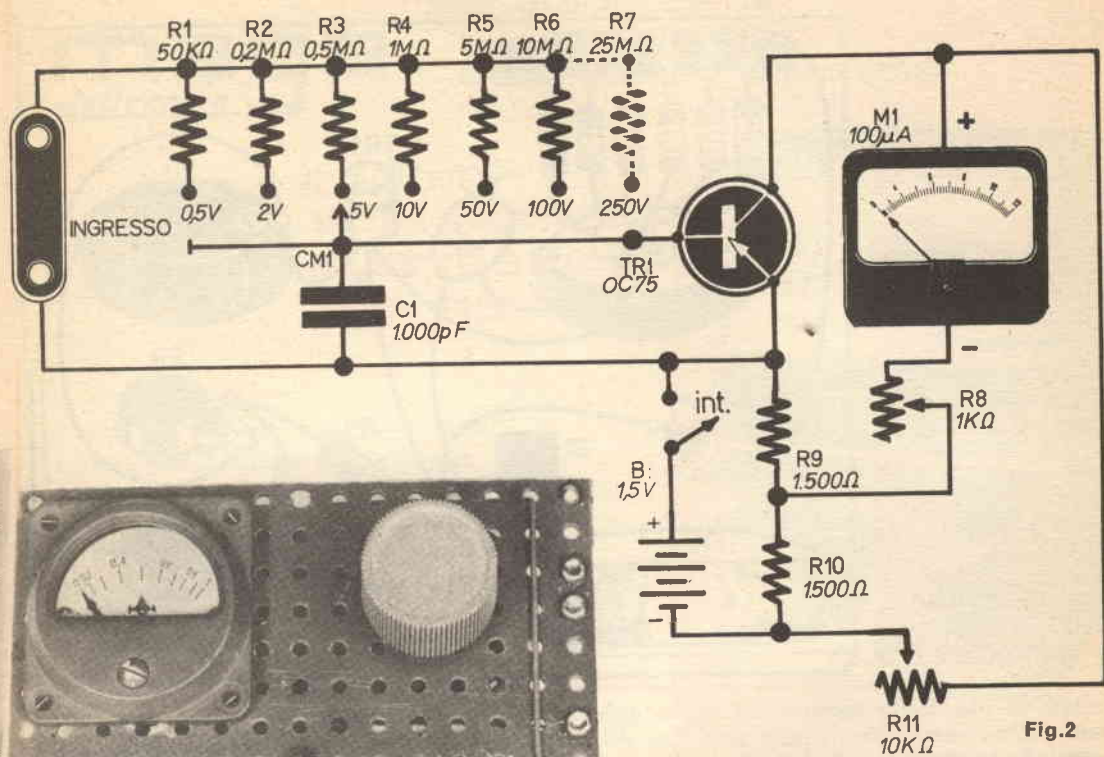 R1
50KΩ
R2
0,2MΩ
R3
0,5MΩ
R4
1MΩ
R5
5MΩ
R6
10MΩ
R7
25MΩ
INGRESSO
0,5V
2V
5V
10V
50V
100V
250V
CM1
C1
1.000pF
TR1
OC75
M1
100µA
+
-
R8
1KΩ
int.
B:
1,5V
+
-
R9
1.500Ω
R10
1500Ω
R11
10KΩ
Fig.2